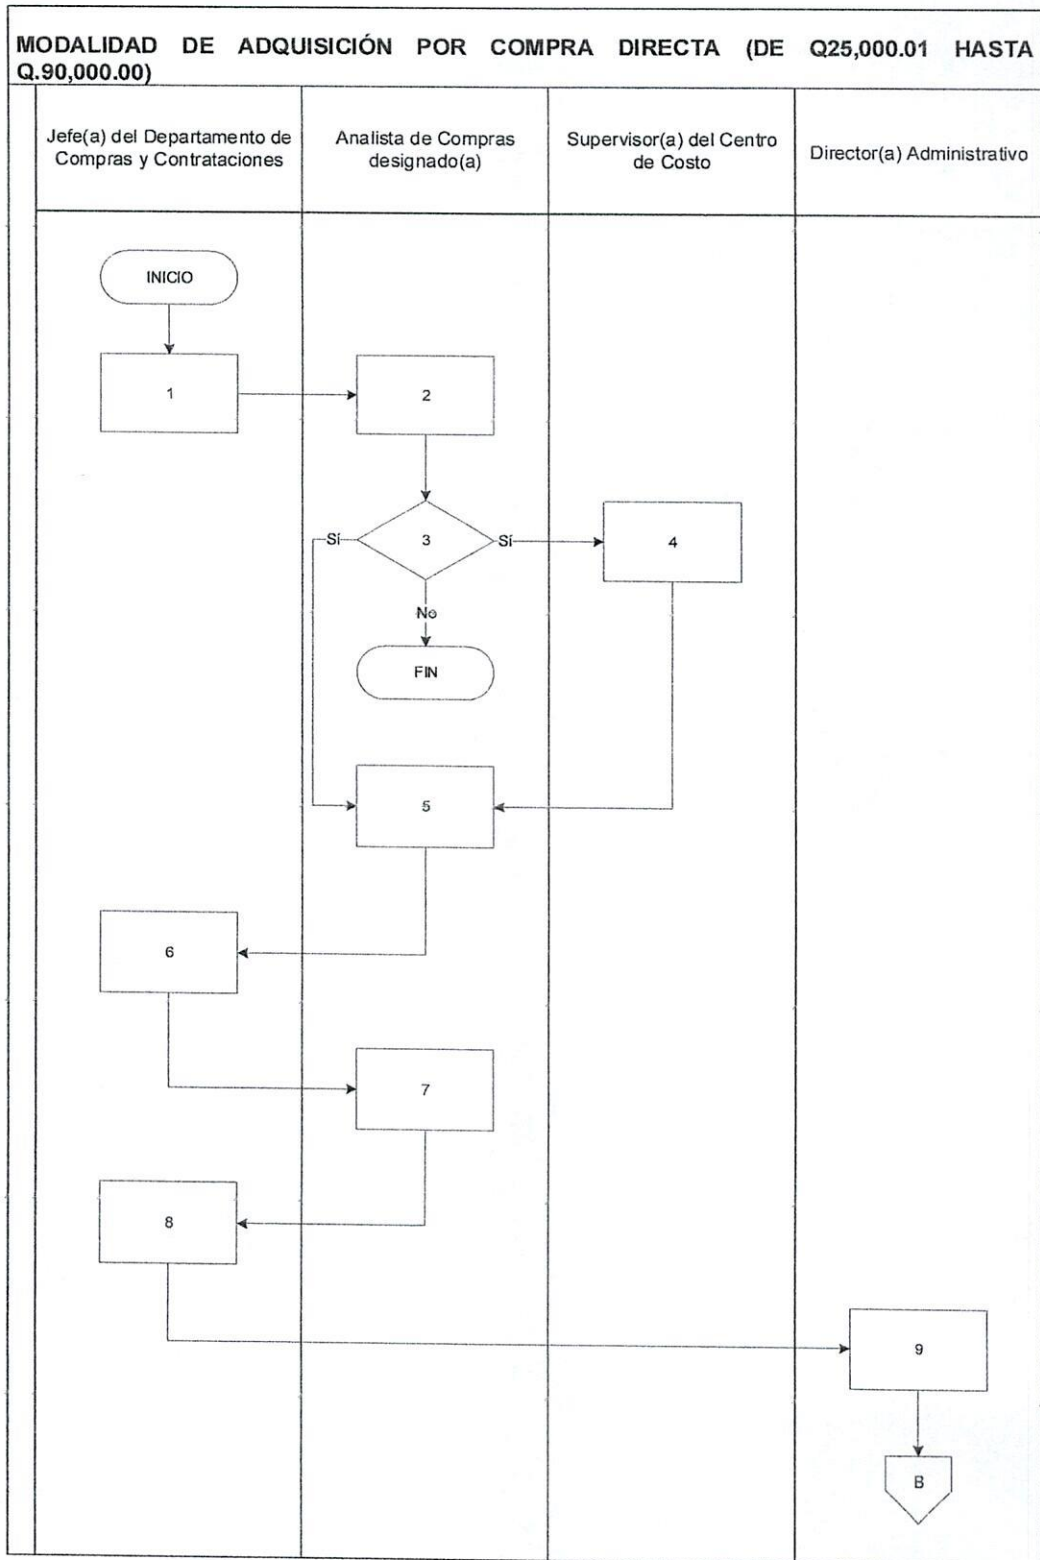 MODALIDAD DE ADQUISICIÓN POR COMPRA DIRECTA (DE Q25,000.01 HASTA
Q.90,000.00)
Jefe(a) del Departamento de
Compras y Contrataciones
Analista de Compras
designado(a)
Supervisor(a) del Centro
de Costo
Director(a) Administrativo
INICIO
1
2
Sí
3
Sí
4
No
FIN
5
6
7
8
9
B